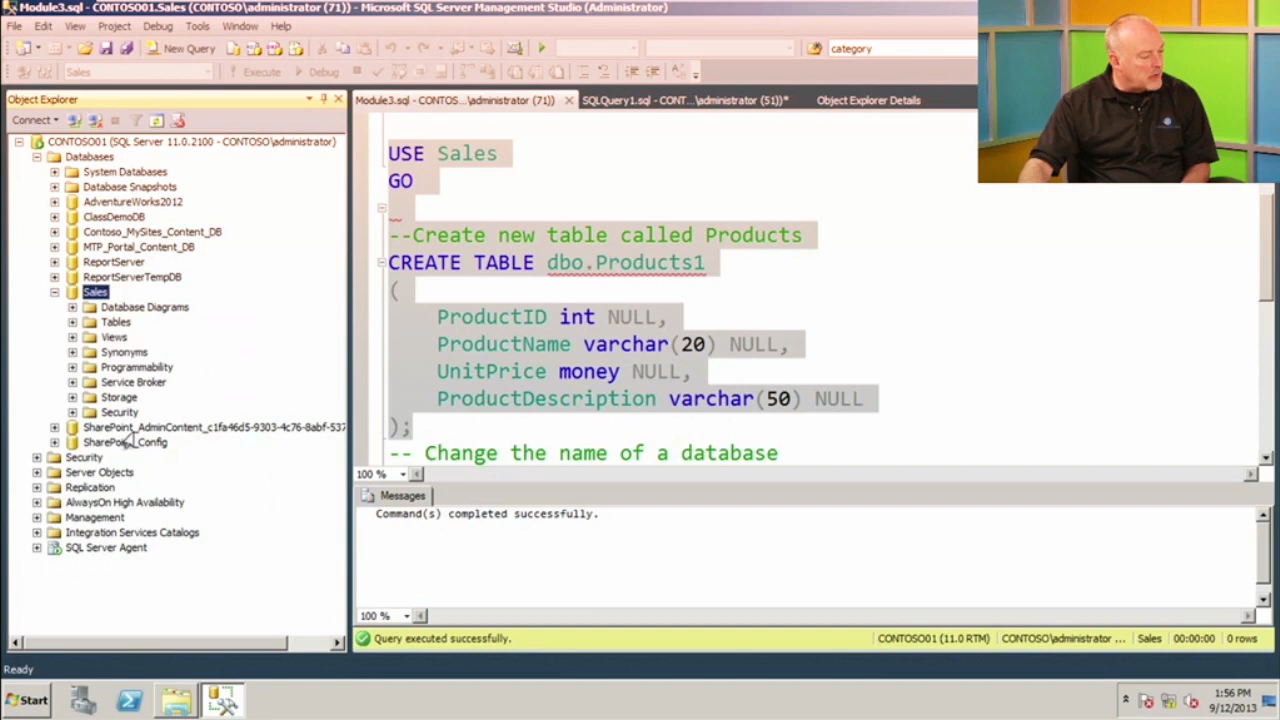 Module3.sql - CONTOSO01.Sales (CONTOSO\administrator (71)) - Microsoft SQL Server Management Studio (Administrator)
File Edit View Project Debug Tools Window Help
New Query
category
Sales
Execute
Debug
Object Explorer
Module3.sql - CONTOS...\administrator (71))
SQLQuery1.sql - CONT...\administrator (51))*
Object Explorer Details
Connect
CONTOSO01 (SQL Server 11.0.2100 - CONTOSO\administrator)
Databases
System Databases
Database Snapshots
AdventureWorks2012
ClassDemoDB
Contoso_MySites_Content_DB
MTP_Portal_Content_DB
ReportServer
ReportServerTempDB
Sales
Database Diagrams
Tables
Views
Synonyms
Programmability
Service Broker
Storage
Security
SharePoint_AdminContent_c1fa46d5-9303-4c76-8abf-537
SharePoint_Config
Security
Server Objects
Replication
AlwaysOn High Availability
Management
Integration Services Catalogs
SQL Server Agent
USE Sales
GO
--Create new table called Products
CREATE TABLE dbo.Products1
(
ProductID int NULL,
ProductName varchar(20) NULL,
UnitPrice money NULL,
ProductDescription varchar(50) NULL
);
-- Change the name of a database
100 %
Messages
Command(s) completed successfully.
100 %
Query executed successfully.
CONTOSO01 (11.0 RTM)
CONTOSO\administrator ...
Sales
00:00:00
0 rows
Ready
Start
1:56 PM
9/12/2013